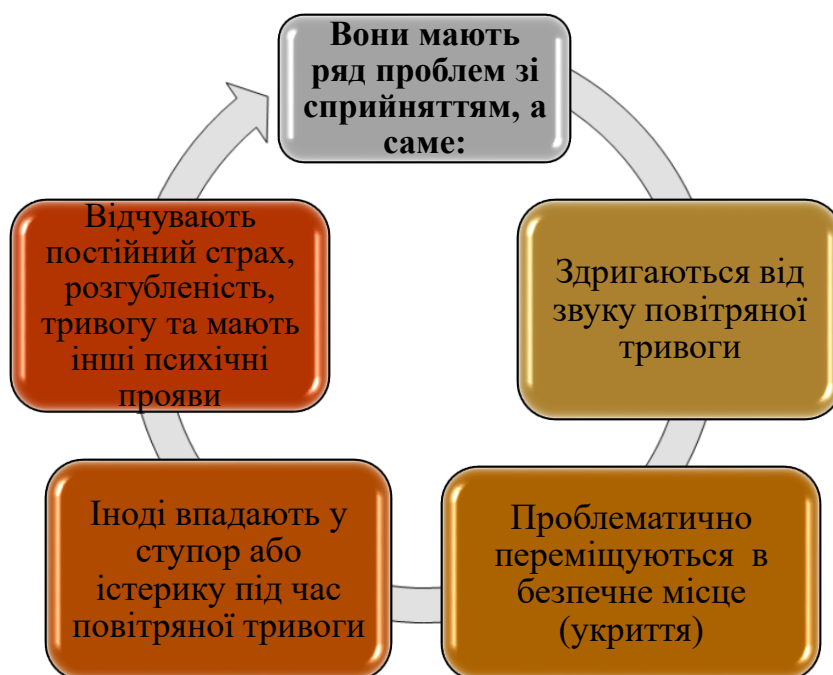 Вони мають
ряд проблем зі
сприйняттям, а
саме:
Здригаються від
звуку повітряної
тривоги
Проблематично
переміщуються в
безпечне місце
(укриття)
Іноді впадають у
ступор або
істерику під час
повітряної тривоги
Відчувають
постійний страх,
розгубленість,
тривогу та мають
інші психічні
прояви